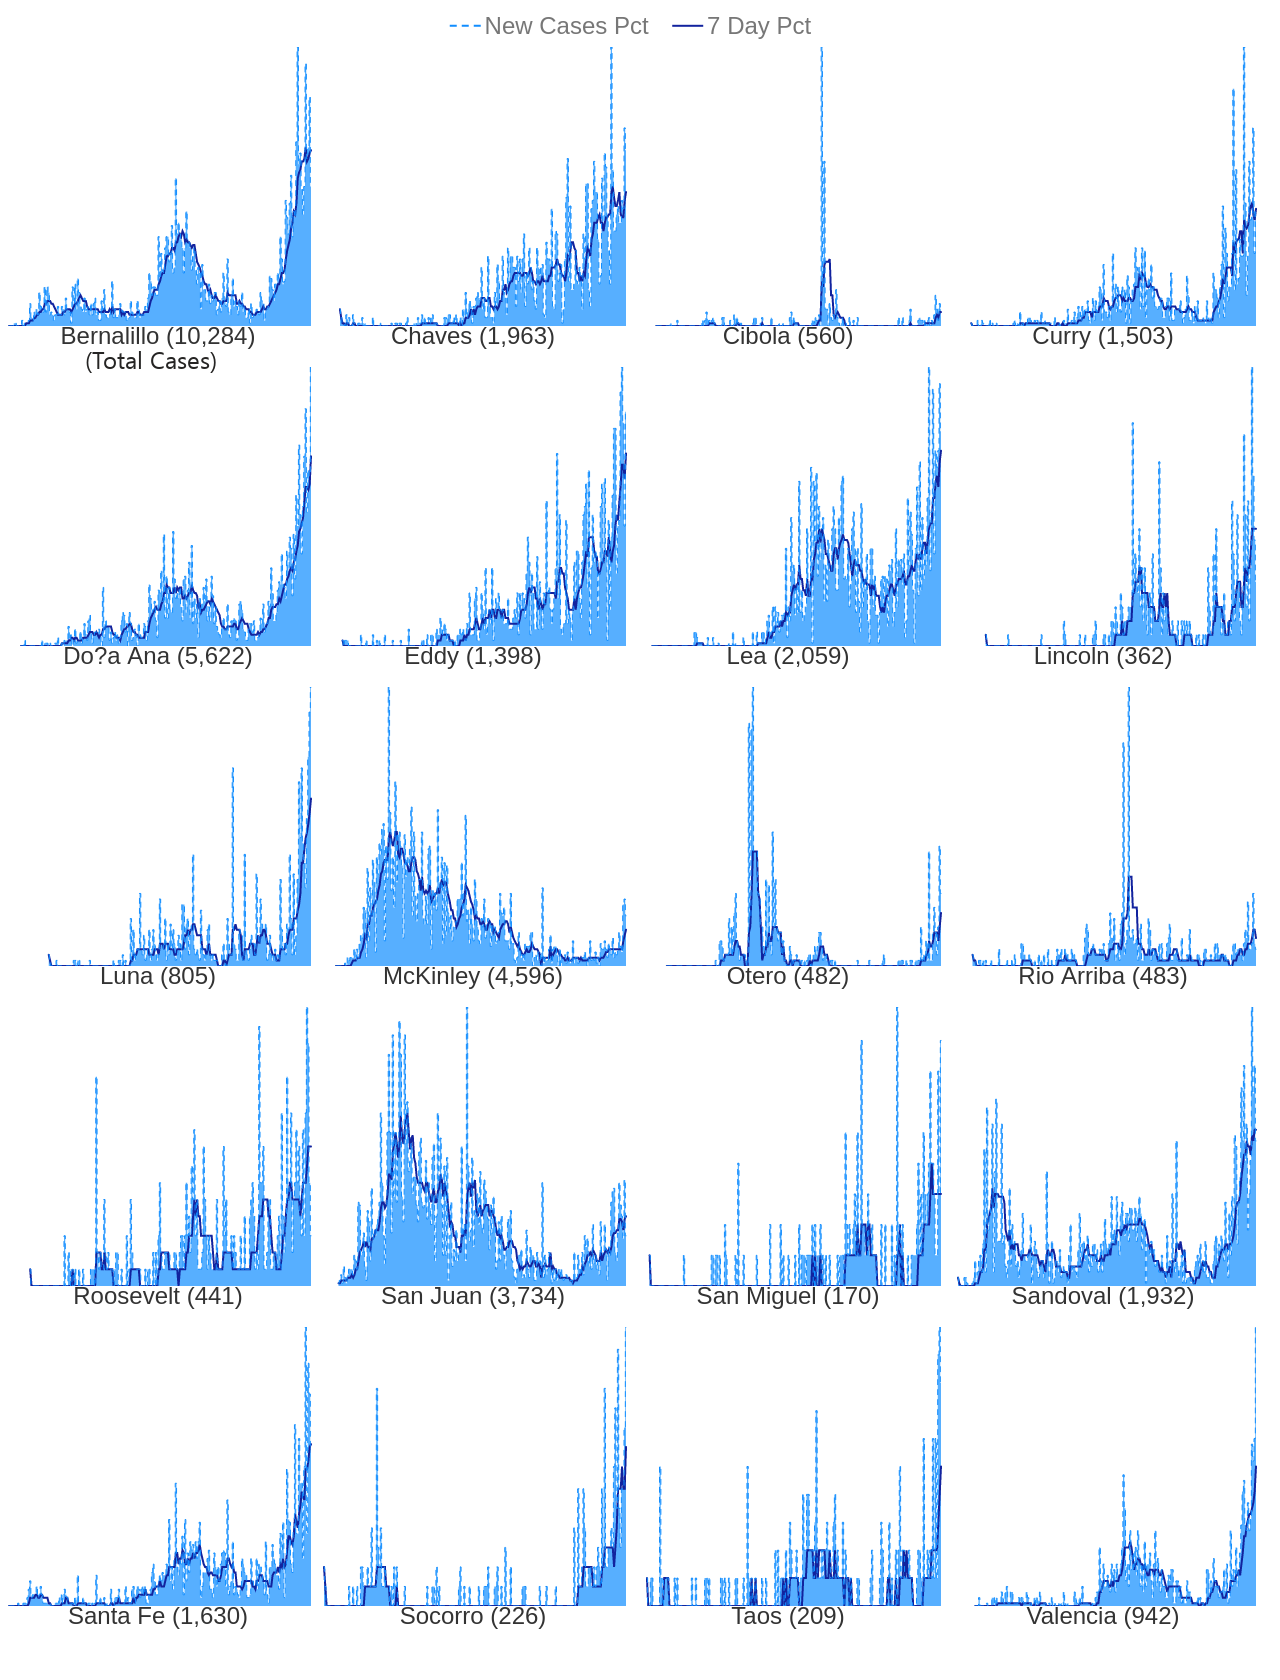 New Cases Pct 7 Day Pct
Bernalillo (10,284) Chaves (1,963) Cibola (560) Curry (1,503)
(Total Cases)
Do?a Ana (5,622) Eddy (1,398) Lea (2,059) Lincoln (362)
Luna (805) McKinley (4,596) Otero (482) Rio Arriba (483)
Roosevelt (441) San Juan (3,734) San Miguel (170) Sandoval (1,932)
Santa Fe (1,630) Socorro (226) Taos (209) Valencia (942)